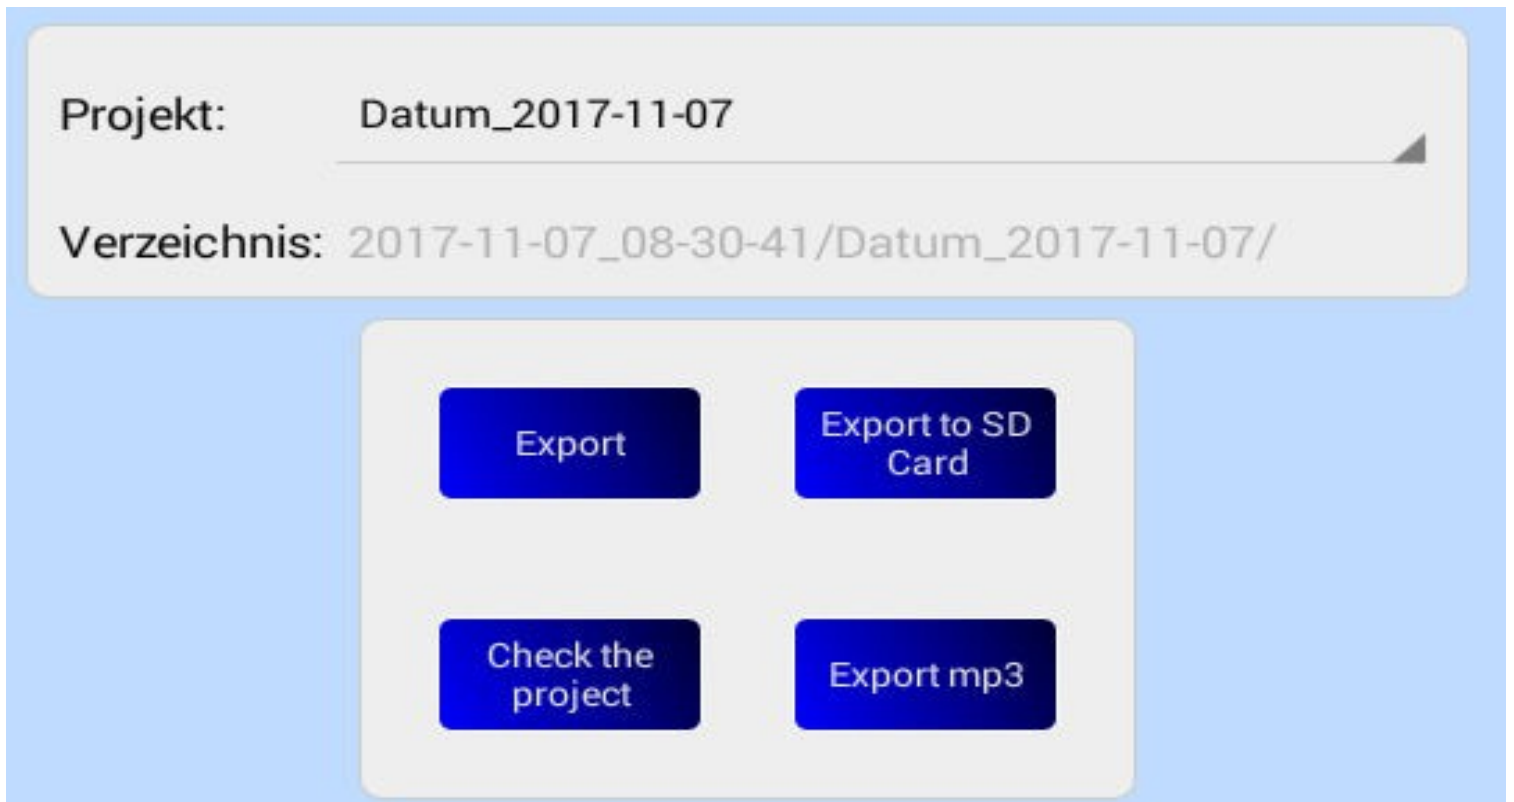 Projekt: Datum_2017-11-07
Verzeichnis: 2017-11-07_08-30-41/Datum_2017-11-07/
Export
Export to SD
Card
Check the
project
Export mp3